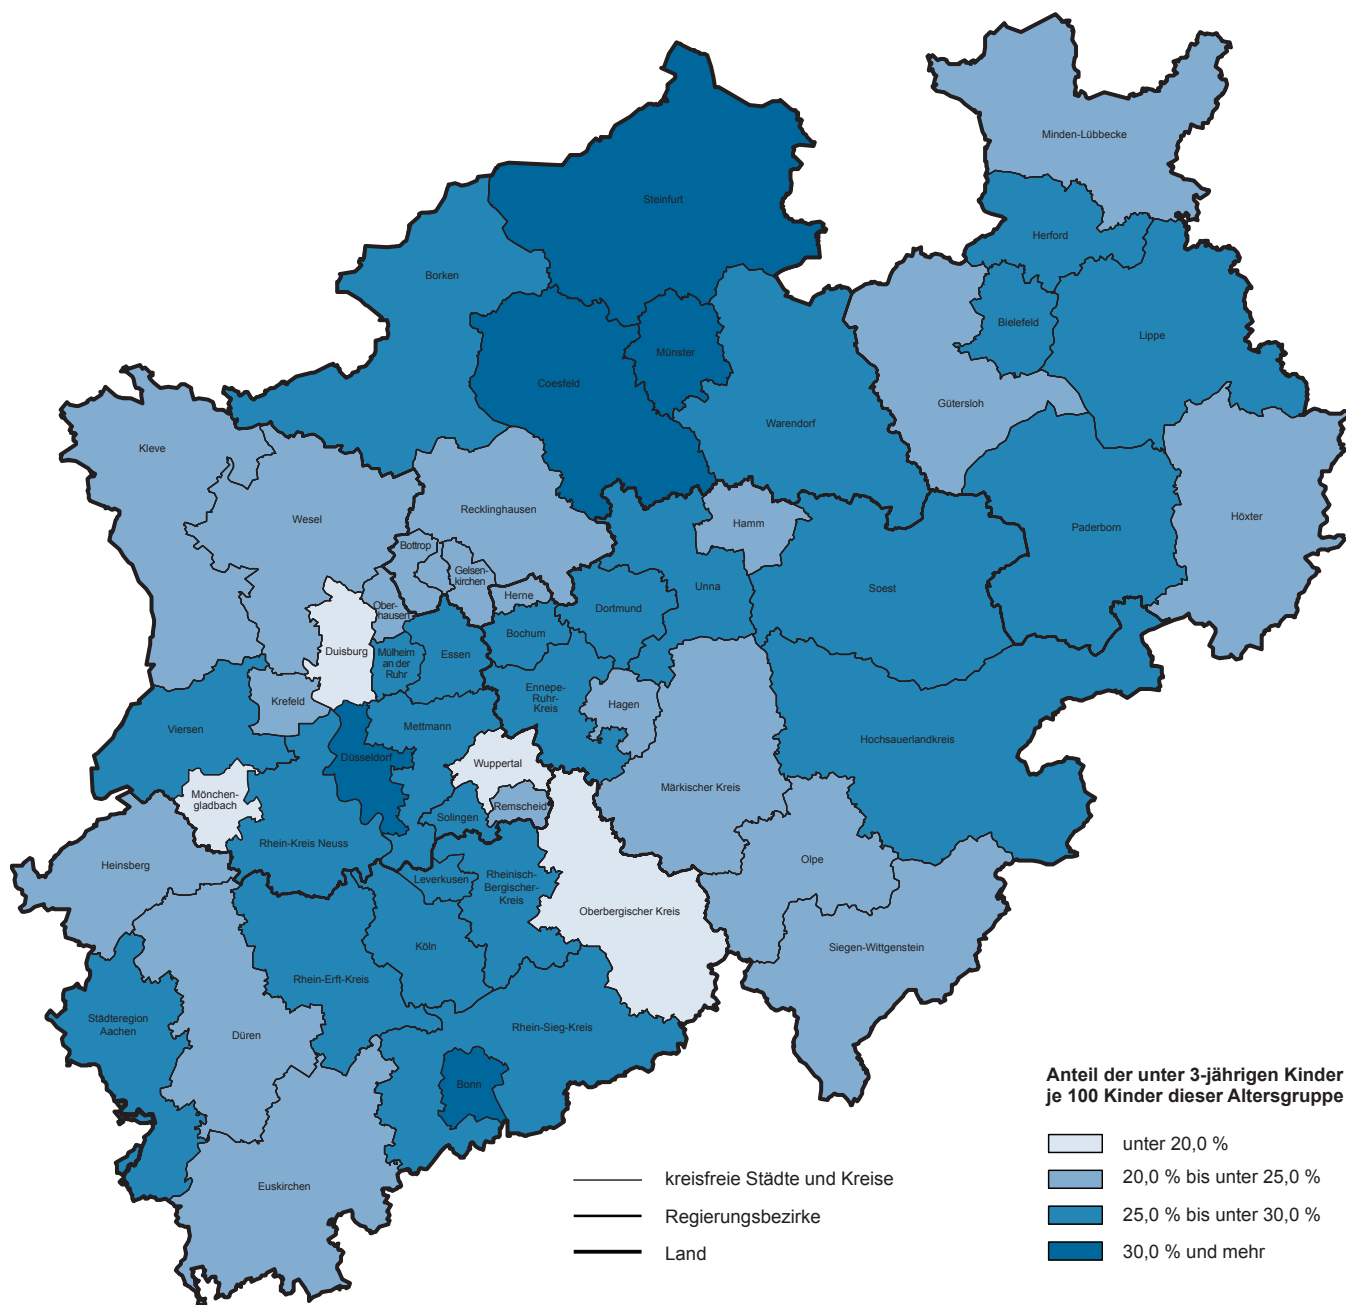 Minden-Lübbecke
Steinfurt
Herford
Borken
Bielefeld
Lippe
Münster
Coesfeld
Gütersloh
Warendorf
Kleve
Recklinghausen
Wesel
Hamm
Höxter
Paderborn
Bottrop
Gelsen-
kirchen
Unna
Soest
Herne
Ober-
hausen
Dortmund
Bochum
Duisburg
Mülheim
an der
Ruhr
Essen
Ennepe-
Ruhr-
Kreis
Krefeld
Hagen
Viersen
Mettmann
Hochsauerlandkreis
Düsseldorf
Wuppertal
Mönchen-
gladbach
Märkischer Kreis
Remscheid
Solingen
Rhein-Kreis Neuss
Heinsberg
Olpe
Leverkusen
Rheinisch-
Bergischer-
Kreis
Oberbergischer Kreis
Köln
Siegen-Wittgenstein
Rhein-Erft-Kreis
Städteregion
Aachen
Düren
Rhein-Sieg-Kreis
Bonn
Euskirchen
Anteil der unter 3-jährigen Kinder
je 100 Kinder dieser Altersgruppe
unter 20,0 %
20,0 % bis unter 25,0 %
25,0 % bis unter 30,0 %
30,0 % und mehr
kreisfreie Städte und Kreise
Regierungsbezirke
Land